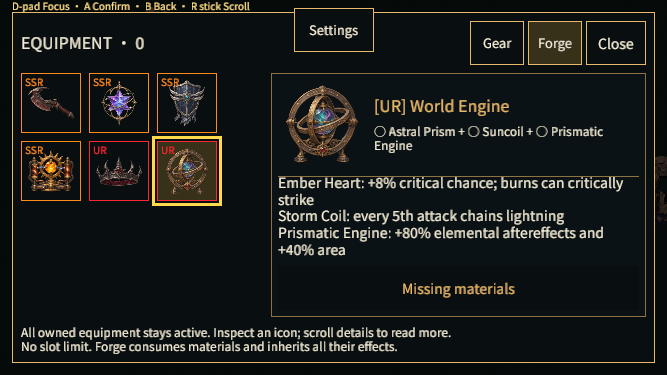 D-pad Focus • A Confirm • B Back • R stick Scroll
Settings
EQUIPMENT • 0
Gear
Forge
Close
SSR
SSR
SSR
SSR
UR
UR
[UR] World Engine
○ Astral Prism + ○ Suncoil + ○ Prismatic
Engine
Ember Heart: +8% critical chance; burns can critically
strike
Storm Coil: every 5th attack chains lightning
Prismatic Engine: +80% elemental aftereffects and
+40% area
Missing materials
All owned equipment stays active. Inspect an icon; scroll details to read more.
No slot limit. Forge consumes materials and inherits all their effects.